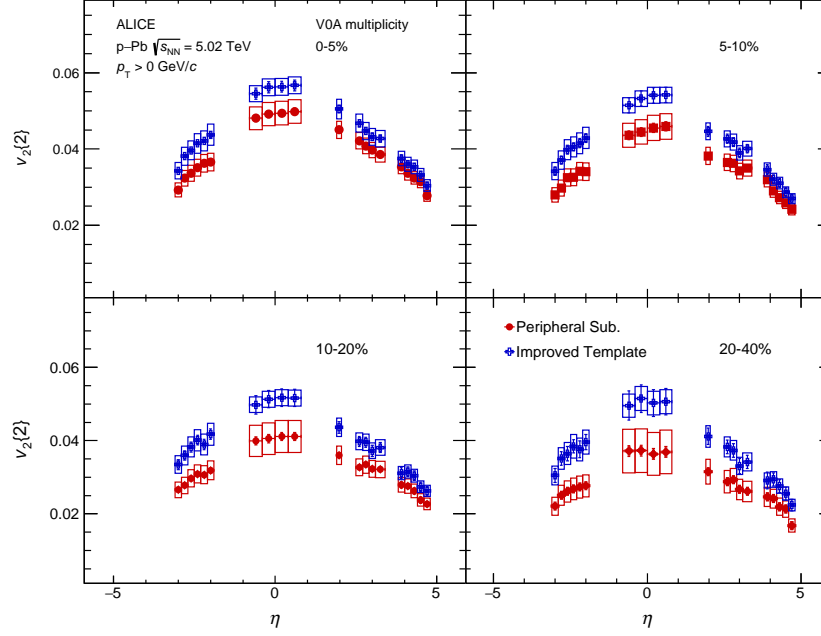 ALICE
p–Pb √sNN = 5.02 TeV
pT > 0 GeV/c
V0A multiplicity
0-5%
5-10%
v2{2}
0.06
0.04
0.02
10-20%
20-40%
Peripheral Sub.
Improved Template
v2{2}
0.06
0.04
0.02
−5
0
5
−5
0
5
η
η